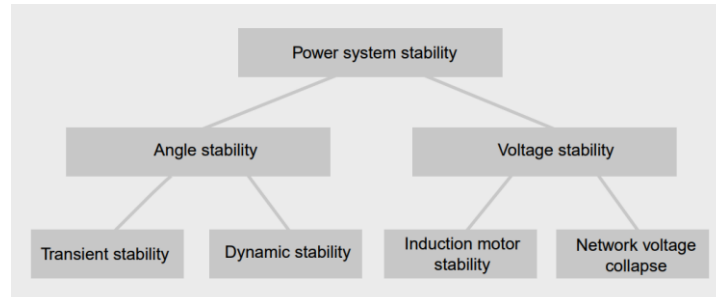 Power system stability
Angle stability
Voltage stability
Transient stability
Dynamic stability
Induction motor
stability
Network voltage
collapse